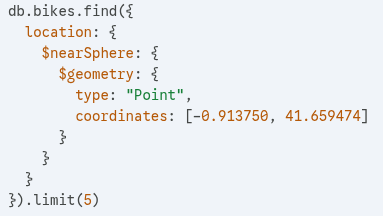 db.bikes.find({
  location: {
    $nearSphere: {
      $geometry: {
        type: "Point",
        coordinates: [-0.913750, 41.659474]
      }
    }
  }
}).limit(5)